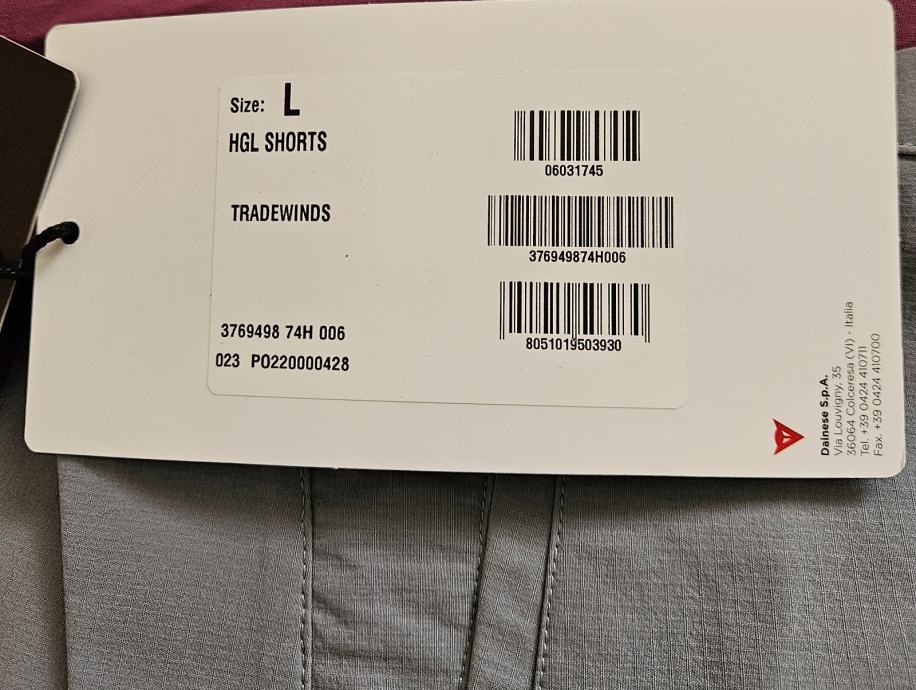 Size: L
HGL SHORTS
TRADEWINDS
3769498 74H 006
023 PO220000428
06031745
376949874H006
8051019503930
Dainese S.p.A.
Via Louvigny, 35
36064 Colceresa (VI) - Italia
Tel. +39 0424 410711
Fax. +39 0424 410700